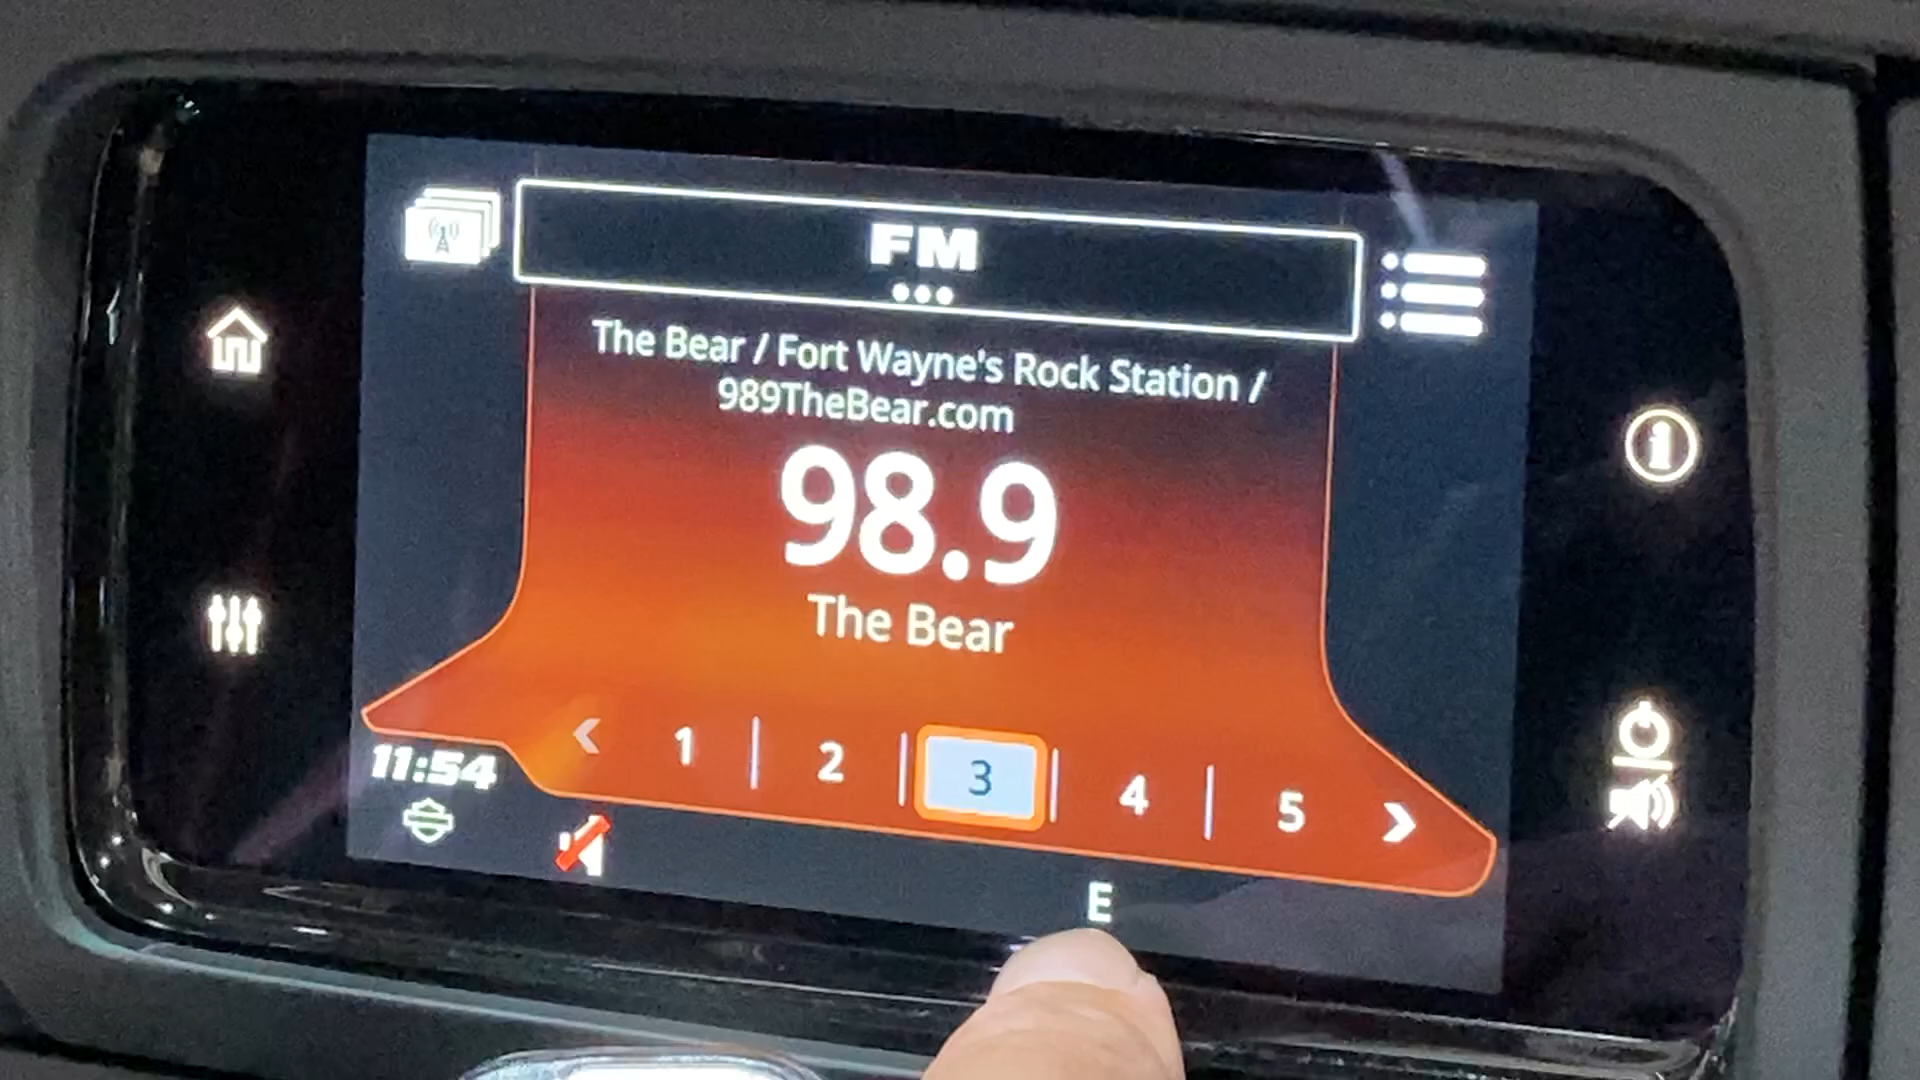 FM
The Bear / Fort Wayne's Rock Station /
989TheBear.com
98.9
The Bear
1 2 3 4 5
11:54
E